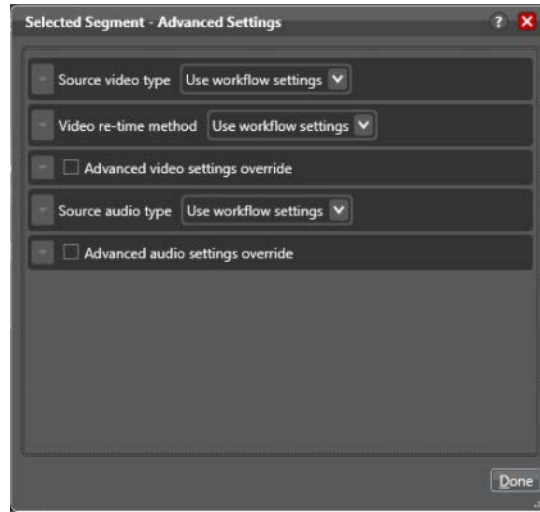 Selected Segment - Advanced Settings ?
Source video type Use workflow settings
Video re-time method Use workflow settings
Advanced video settings override
Source audio type Use workflow settings
Advanced audio settings override
Done